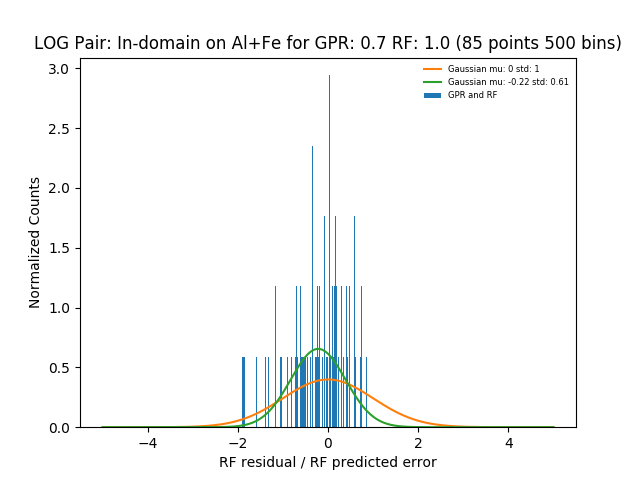 LOG Pair: In-domain on Al+Fe for GPR: 0.7 RF: 1.0 (85 points 500 bins)
Gaussian mu: 0 std: 1
Gaussian mu: -0.22 std: 0.61
GPR and RF
Normalized Counts
3.0
2.5
2.0
1.5
1.0
0.5
0.0
−4
−2
0
2
4
RF residual / RF predicted error